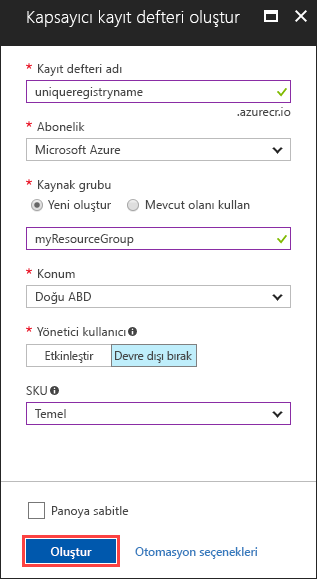 Kapsayıcı kayıt defteri oluştur
* Kayıt defteri adı
uniqueregistryname
.azurecr.io
* Abonelik
Microsoft Azure
* Kaynak grubu
Yeni oluştur Mevcut olanı kullan
myResourceGroup
* Konum
Doğu ABD
* Yönetici kullanıcı
Etkinleştir Devre dışı bırak
SKU
Temel
Panoya sabitle
Oluştur Otomasyon seçenekleri